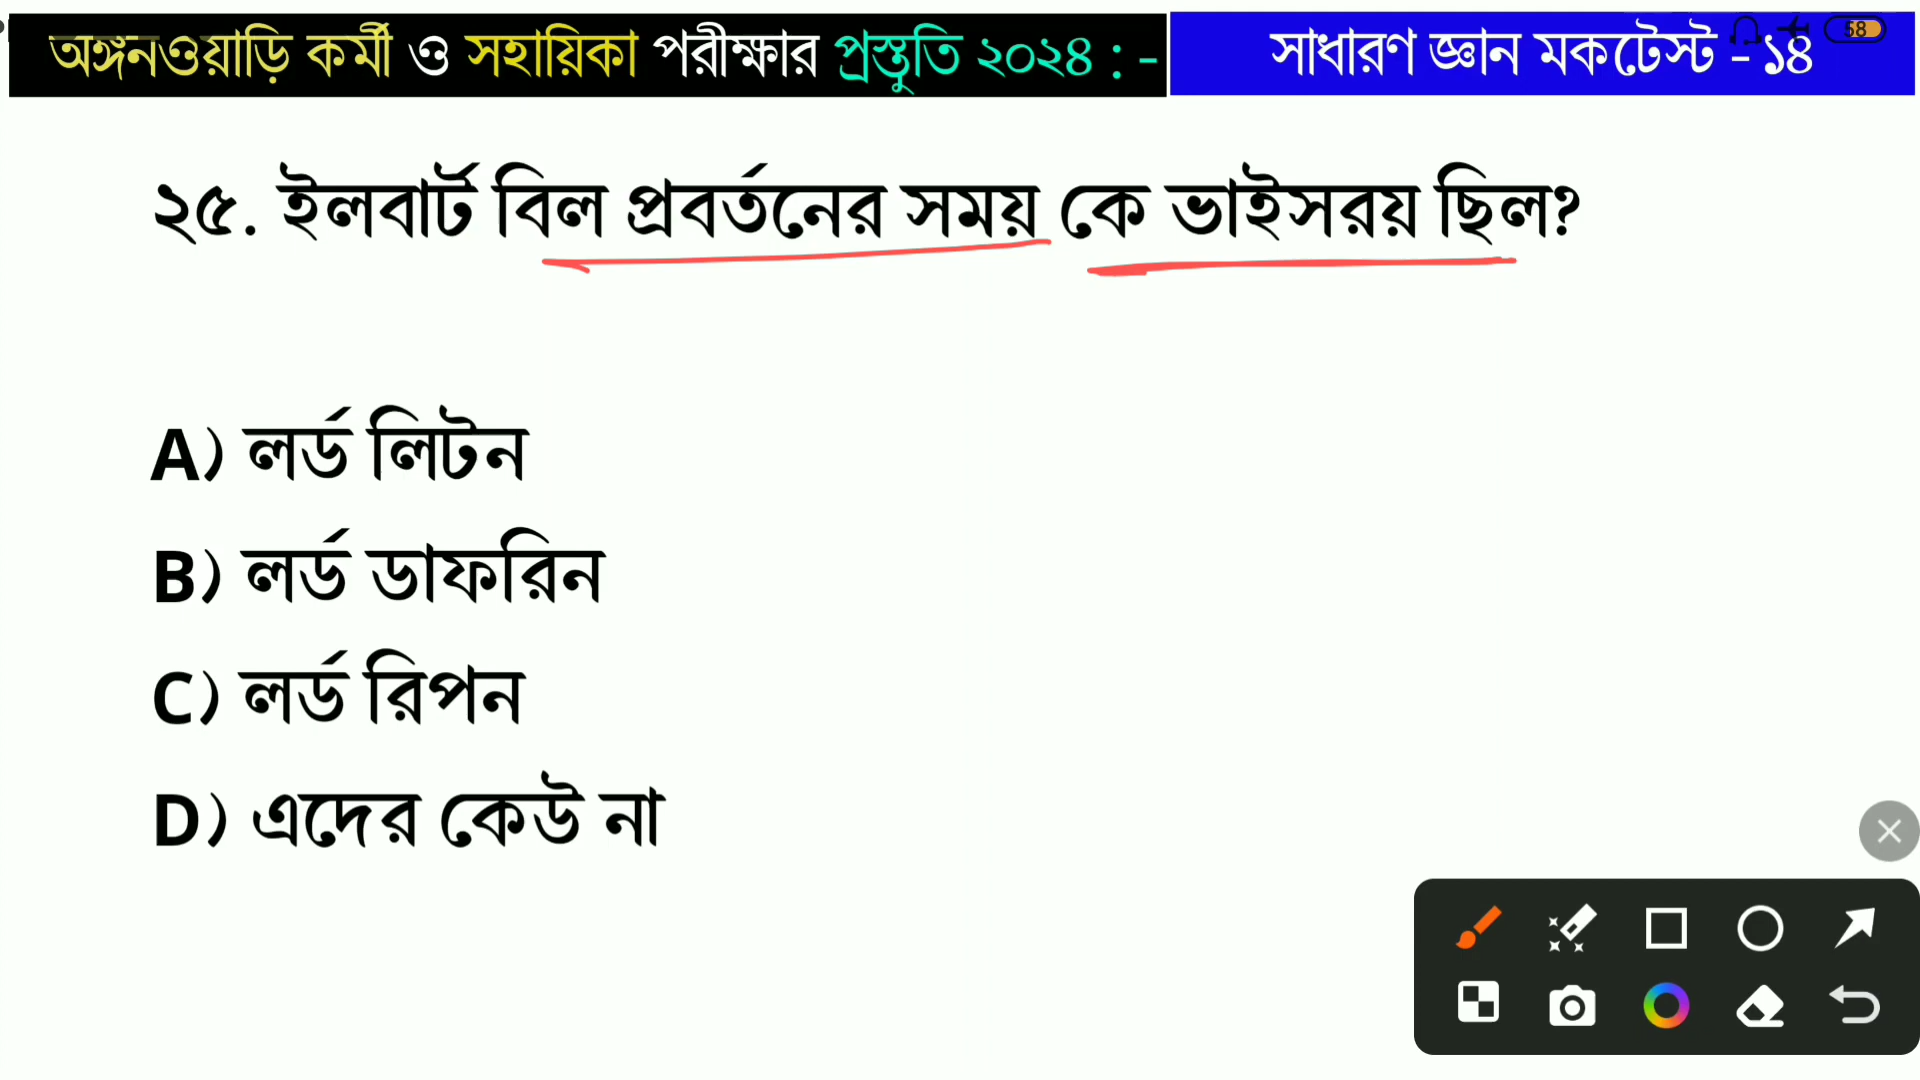 অঙ্গনওয়াড়ি কর্মী ও সহায়িকা পরীক্ষার প্রস্তুতি ২০২৪ : -
সাধারণ জ্ঞান মকটেস্ট - ১৪
58
২৫. ইলবার্ট বিল প্রবর্তনের সময় কে ভাইসরয় ছিল?
A) লর্ড লিটন
B) লর্ড ডাফরিন
C) লর্ড রিপন
D) এদের কেউ না